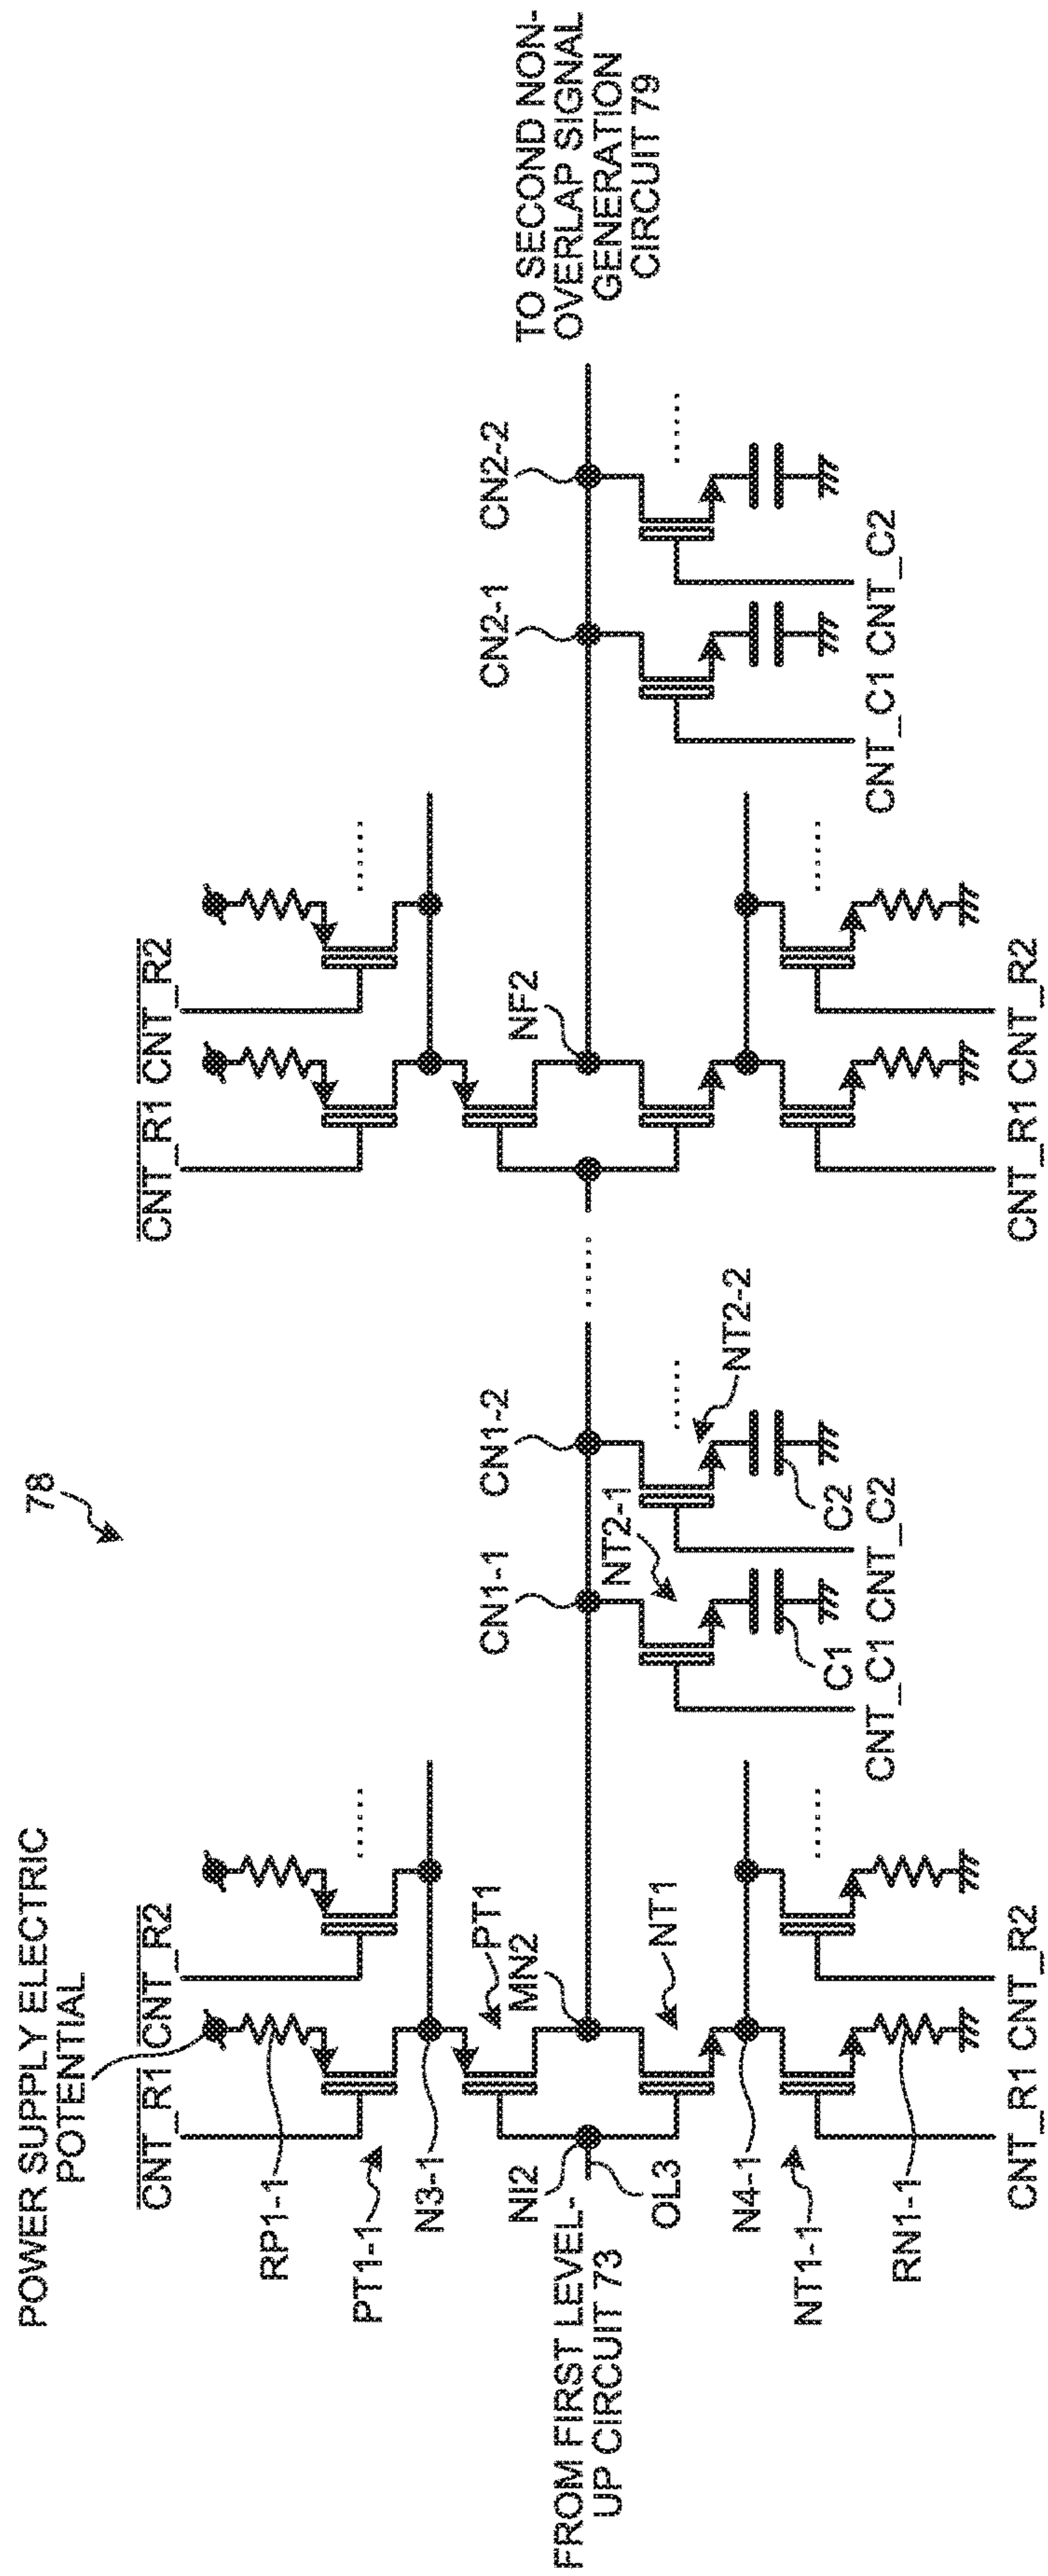 78
POWER SUPPLY ELECTRIC
POTENTIAL
CNT_R1 CNT_R2
CNT_R1 CNT_R2
RP1-1
PT1-1
N3-1
PT1
NI2
MN2
FROM FIRST LEVEL-
UP CIRCUIT 73
OL3
NT1
N4-1
NT1-1
RN1-1
CNT_R1 CNT_R2
CN1-1
CN1-2
NT2-1
NT2-2
C1
C2
CNT_C1 CNT_C2
NF2
CNT_R1 CNT_R2
CN2-1
CN2-2
CNT_C1 CNT_C2
TO SECOND NON-
OVERLAP SIGNAL
GENERATION
CIRCUIT 79